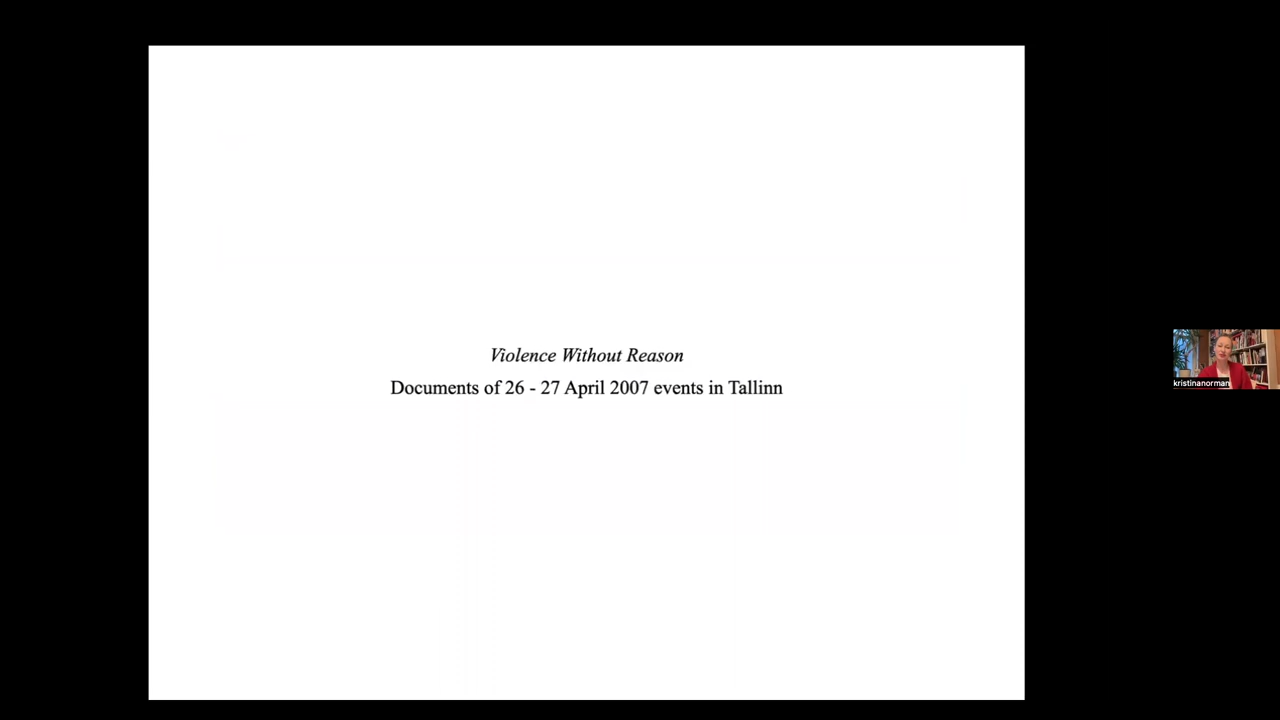 Violence Without Reason
Documents of 26 - 27 April 2007 events in Tallinn
kristinanorman